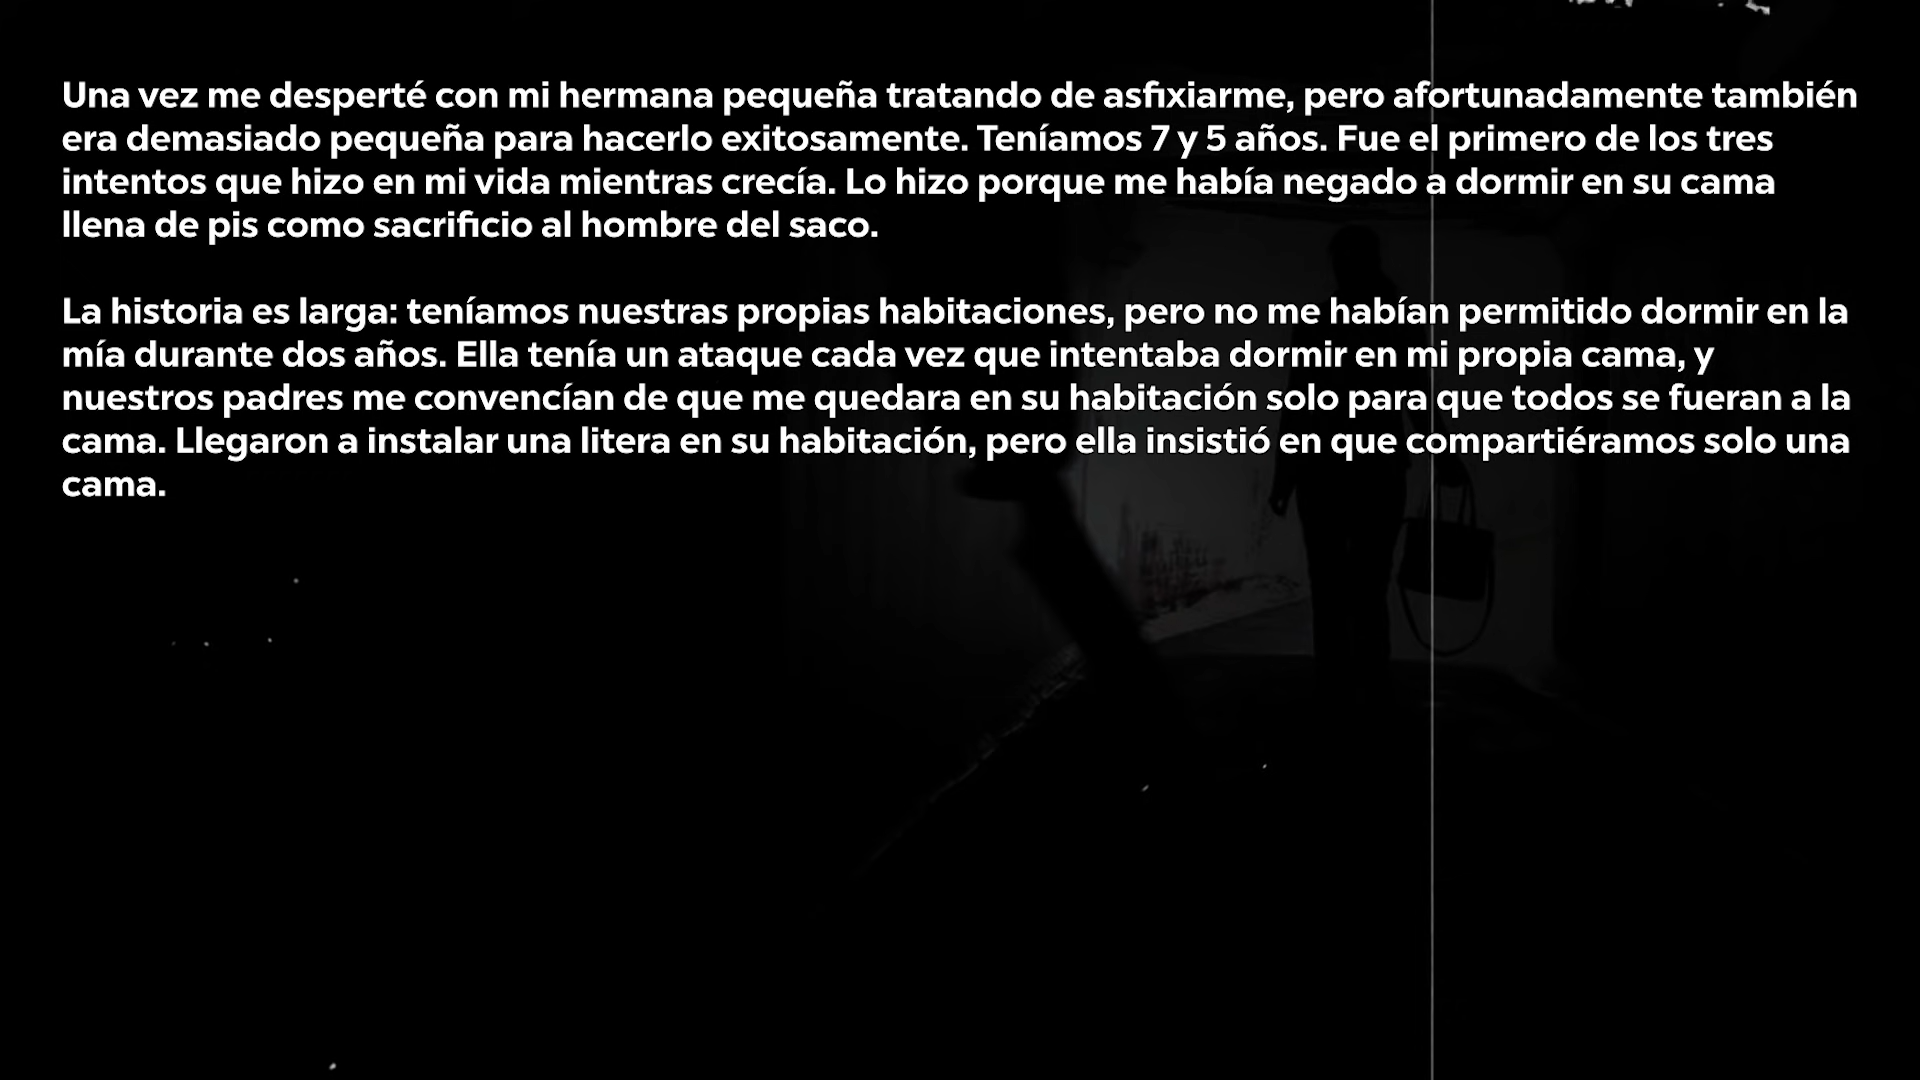 Una vez me desperté con mi hermana pequeña tratando de asfixiarme, pero afortunadamente también
era demasiado pequeña para hacerlo exitosamente. Teníamos 7 y 5 años. Fue el primero de los tres
intentos que hizo en mi vida mientras crecía. Lo hizo porque me había negado a dormir en su cama
llena de pis como sacrificio al hombre del saco.
La historia es larga: teníamos nuestras propias habitaciones, pero no me habían permitido dormir en la
mía durante dos años. Ella tenía un ataque cada vez que intentaba dormir en mi propia cama, y
nuestros padres me convencían de que me quedara en su habitación solo para que todos se fueran a la
cama. Llegaron a instalar una litera en su habitación, pero ella insistió en que compartiéramos solo una
cama.